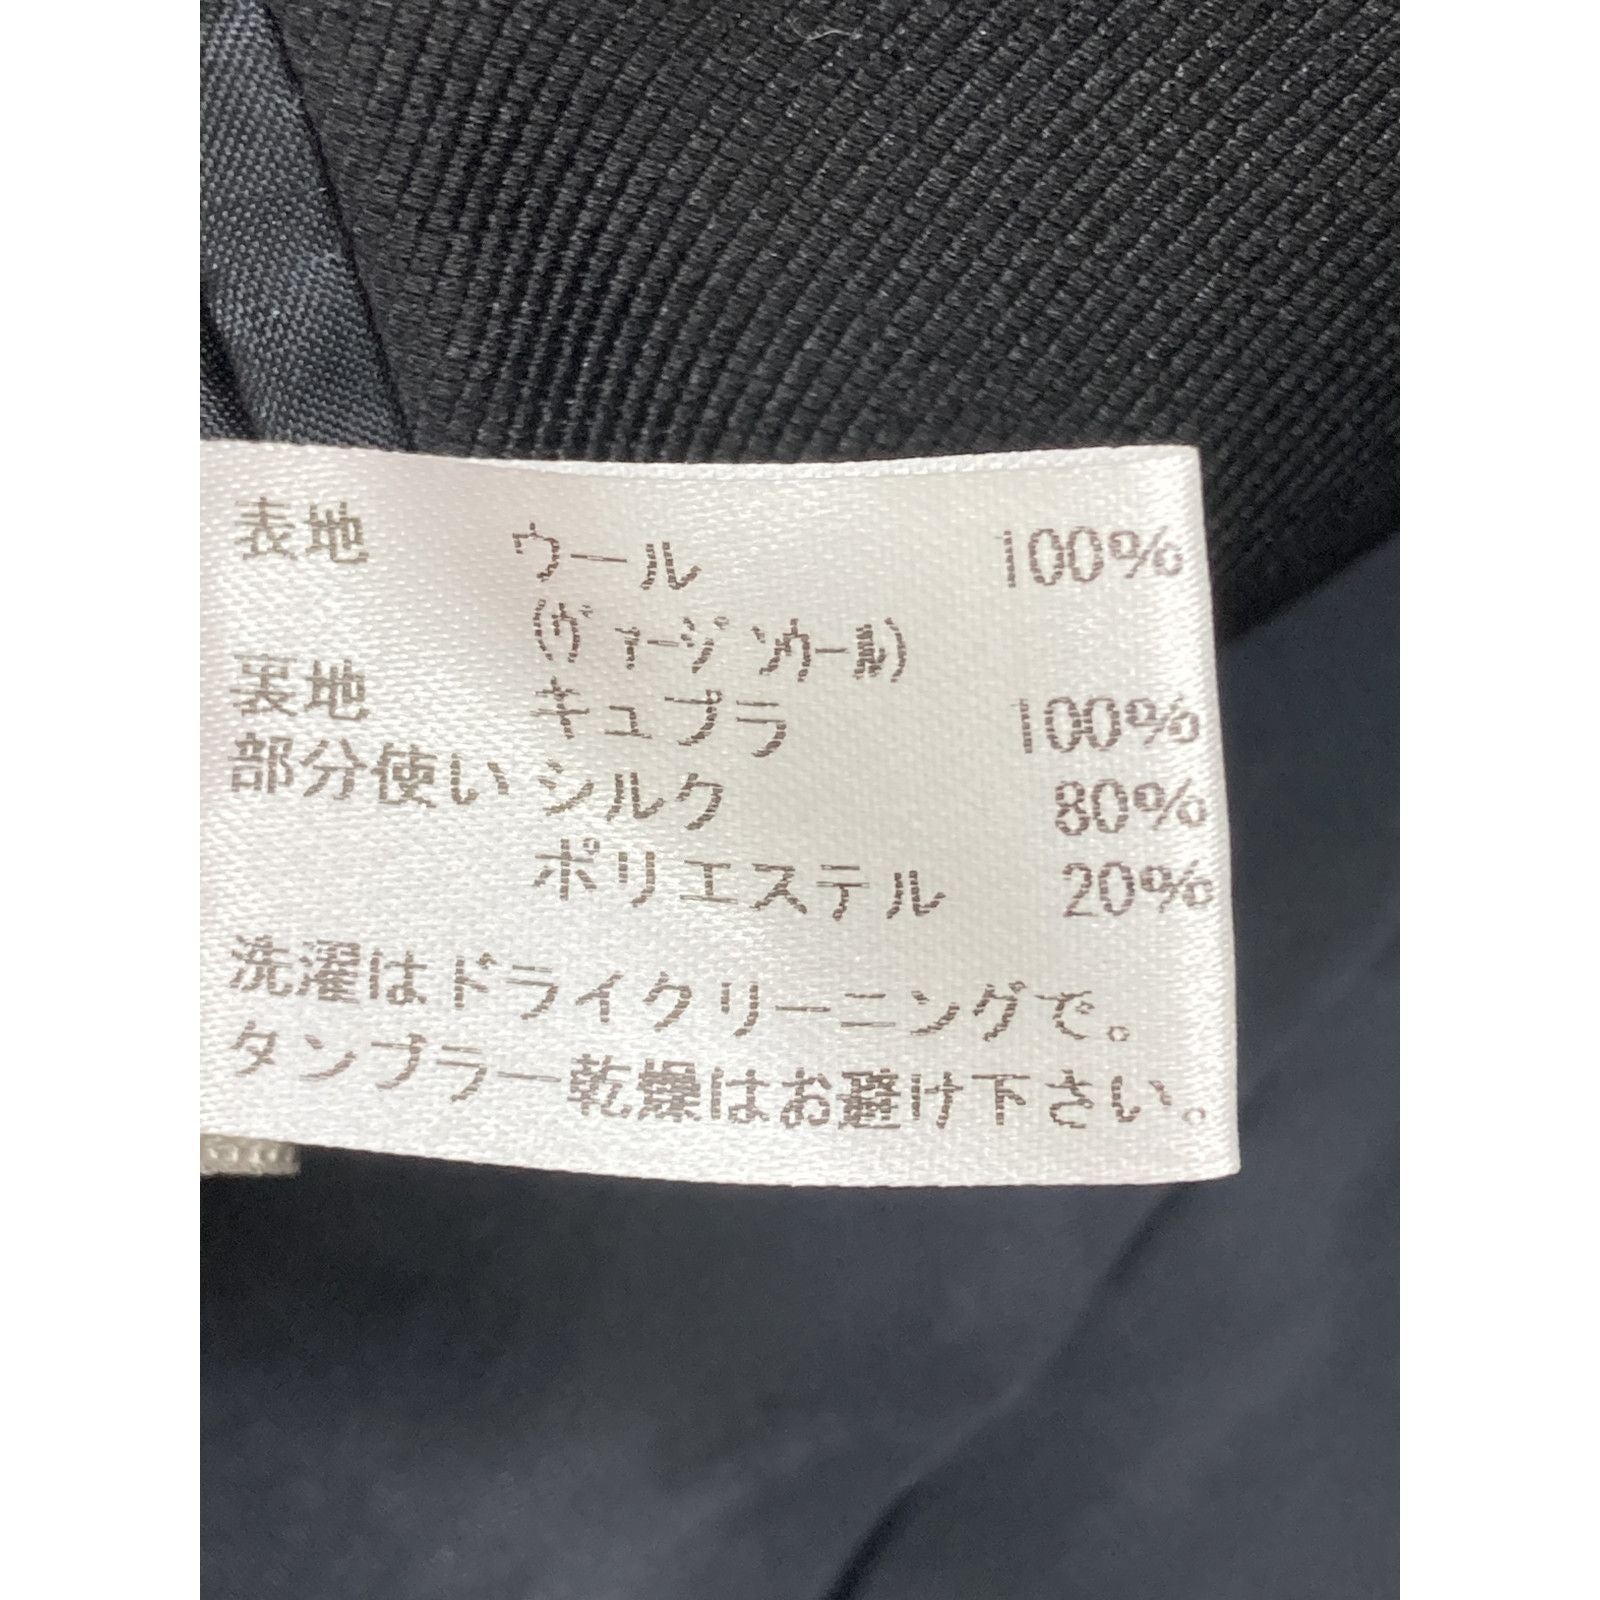 表地 ウール 100%
(ヴァージンウール)
裏地 キュプラ 100%
部分使い シルク 80%
ポリエステル 20%
洗濯はドライクリーニングで。
タンブラー乾燥はお避け下さい。